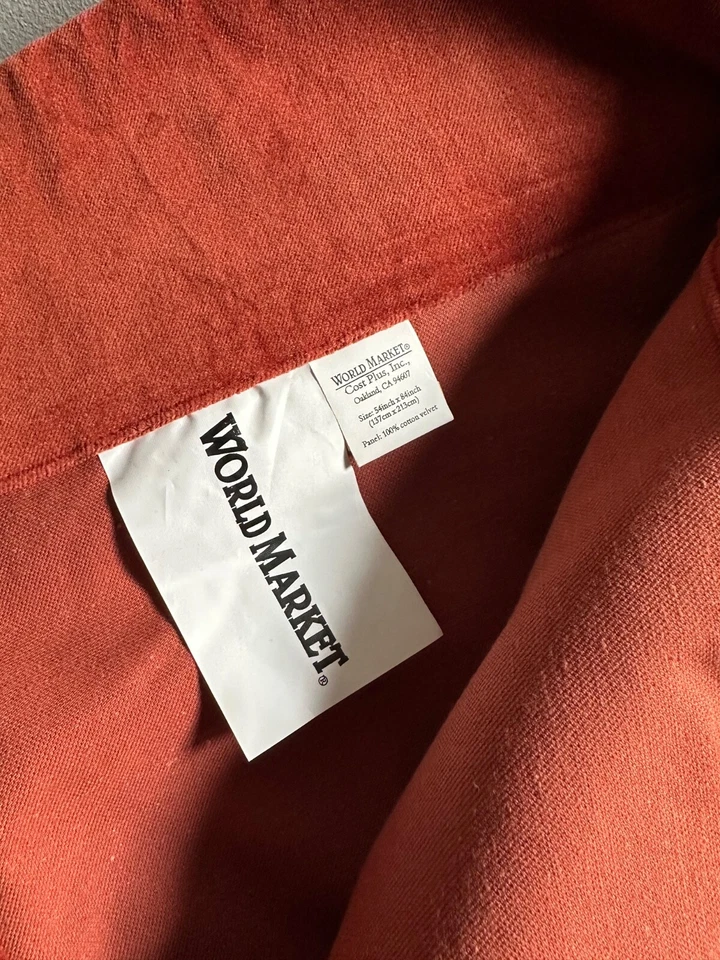 WORLD MARKET®
Cost Plus, Inc.,
Oakland, CA 94607
Size: 54inch x 84inch
(137cm x 213cm)
Panel: 100% cotton velvet
WORLD MARKET®